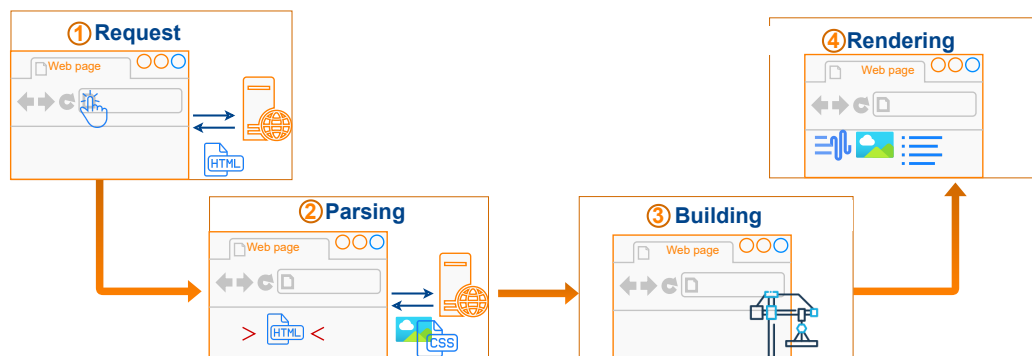 ① Request
Web page
HTML
② Parsing
Web page
> HTML <
CSS
③ Building
Web page
④ Rendering
Web page